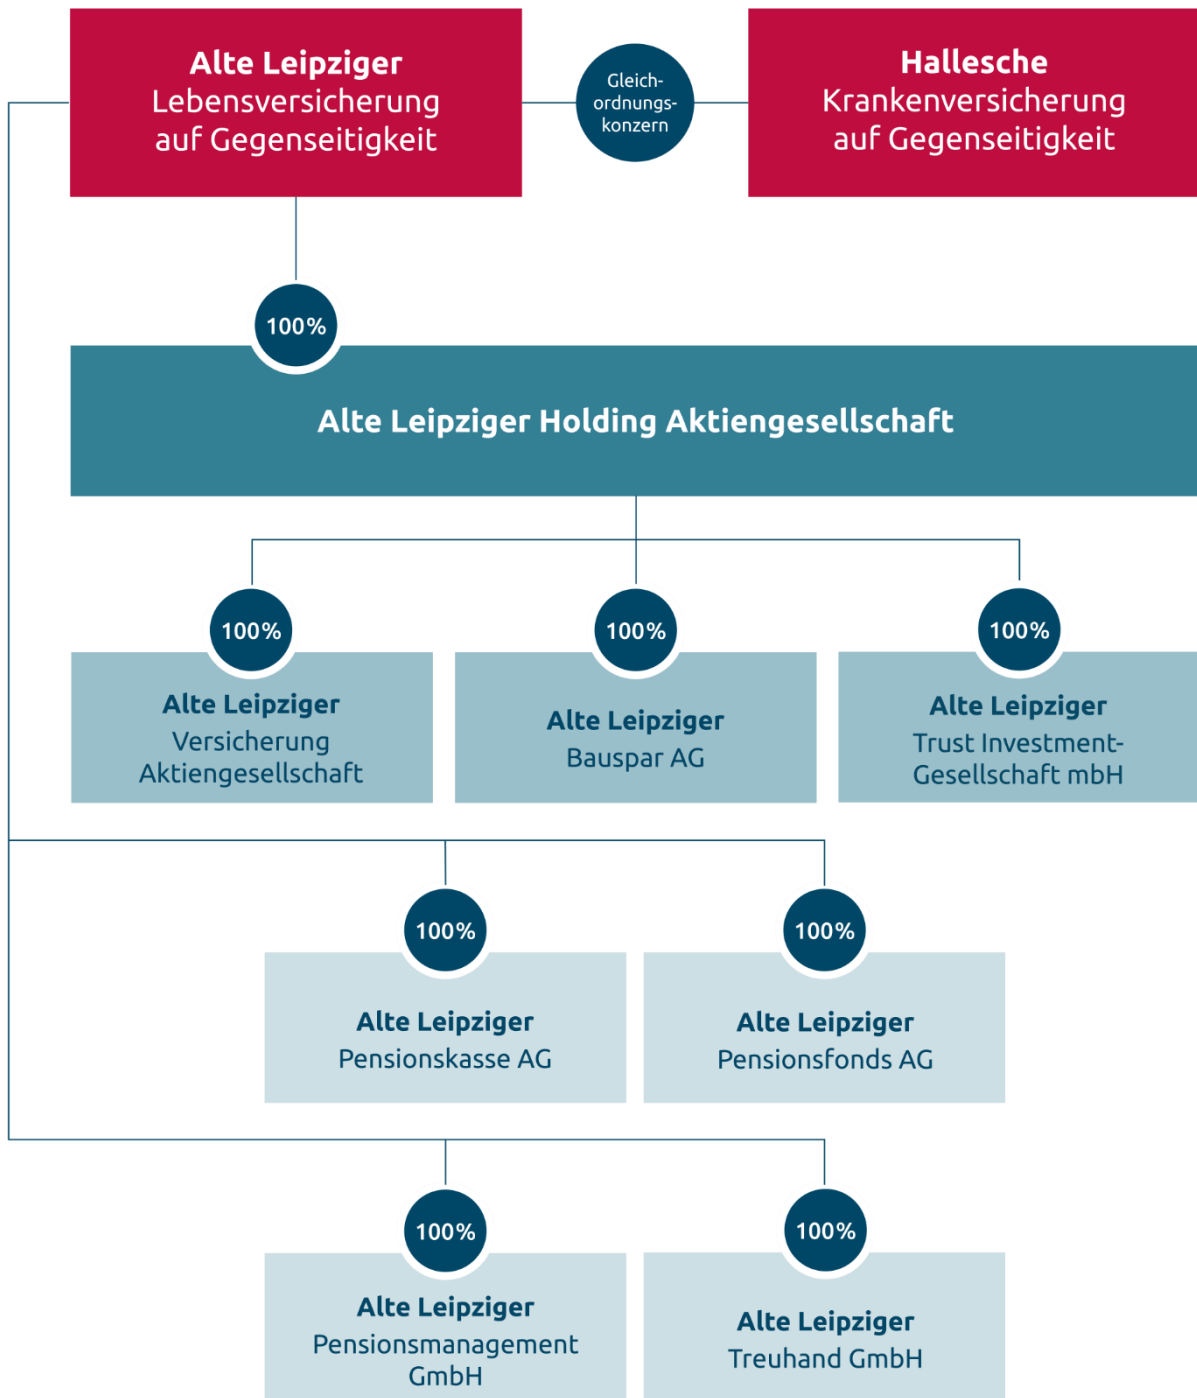 Alte Leipziger
Lebensversicherung
auf Gegenseitigkeit
Gleich-
ordnungs-
konzern
Hallesche
Krankenversicherung
auf Gegenseitigkeit
100%
Alte Leipziger Holding Aktiengesellschaft
100%
Alte Leipziger
Versicherung
Aktiengesellschaft
100%
Alte Leipziger
Bauspar AG
100%
Alte Leipziger
Trust Investment-
Gesellschaft mbH
100%
Alte Leipziger
Pensionskasse AG
100%
Alte Leipziger
Pensionsfonds AG
100%
Alte Leipziger
Pensionsmanagement
GmbH
100%
Alte Leipziger
Treuhand GmbH